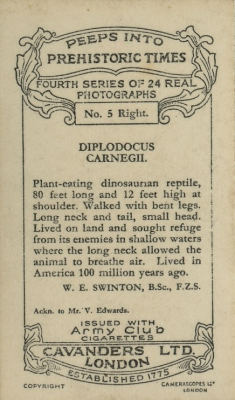 PEEPS INTO
PREHISTORIC TIMES
FOURTH SERIES OF 24 REAL
PHOTOGRAPHS
No. 5 Right.
DIPLODOCUS
CARNEGII.
Plant-eating dinosaurian reptile,
80 feet long and 12 feet high at
shoulder. Walked with bent legs.
Long neck and tail, small head.
Lived on land and sought refuge
from its enemies in shallow waters
where the long neck allowed the
animal to breathe air. Lived in
America 100 million years ago.
W. E. SWINTON, B.Sc., F.Z.S.
Ackn. to Mr. V. Edwards.
ISSUED WITH
Army Club
CIGARETTES
CAVANDERS LTD.
LONDON
ESTABLISHED 1775
COPYRIGHT
CAMERASCOPES LTD
LONDON